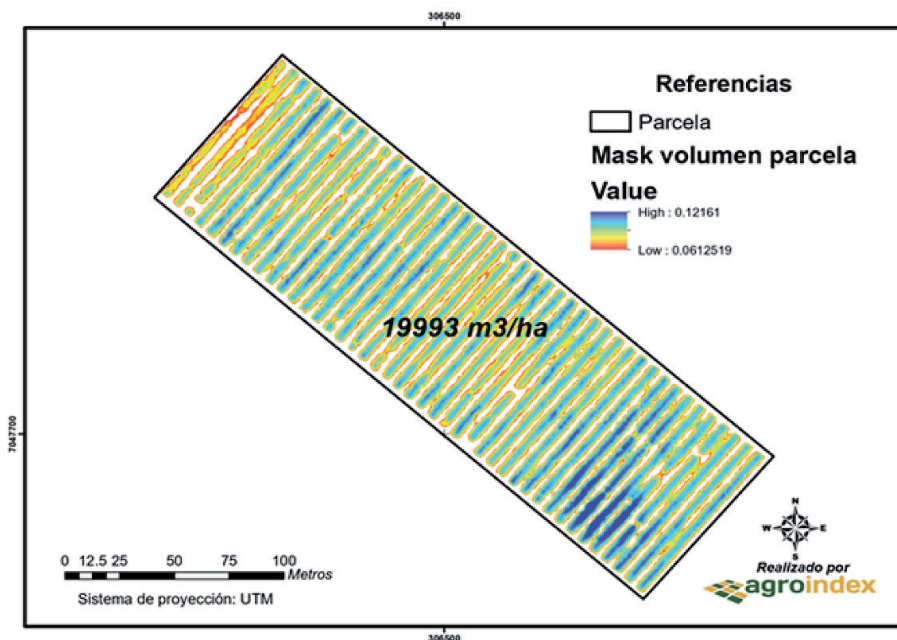 306500
Referencias
Parcela
Mask volumen parcela
Value
High : 0.12161
Low : 0.0612519
19993 m3/ha
7047700
N
W E
S
0 12.5 25 50 75 100
Metros
Sistema de proyección: UTM
Realizado por
agroindex
306500